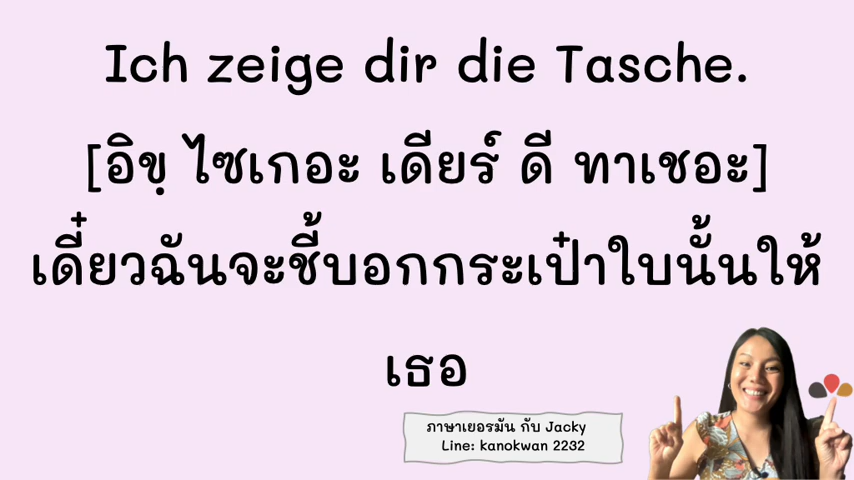 Ich zeige dir die Tasche.
[อิขฺ ไซเกอะ เดียร์ ดี ทาเชอะ]
เดี๋ยวฉันจะชี้บอกกระเป๋าใบนั้นให้
เธอ
ภาษาเยอรมัน กับ Jacky
Line: kanokwan 2232